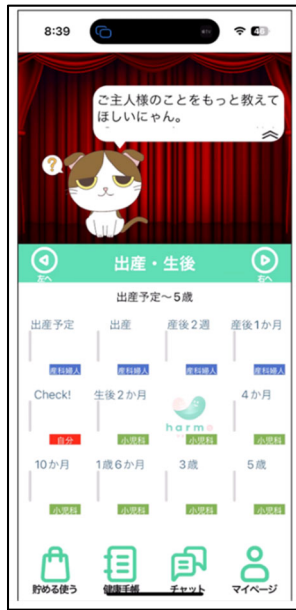 8:39
48
ご主人様のことをもっと教えて
ほしいにゃん。
?
出産・生後
左へ
右へ
出産予定〜5歳
出産予定
出産
産後2週
産後1か月
産科婦人
産科婦人
産科婦人
産科婦人
Check!
生後2か月
4か月
harmo
自分
小児科
小児科
小児科
10か月
1歳6か月
3歳
5歳
小児科
小児科
小児科
小児科
貯める使う
健康手帳
チャット
マイページ